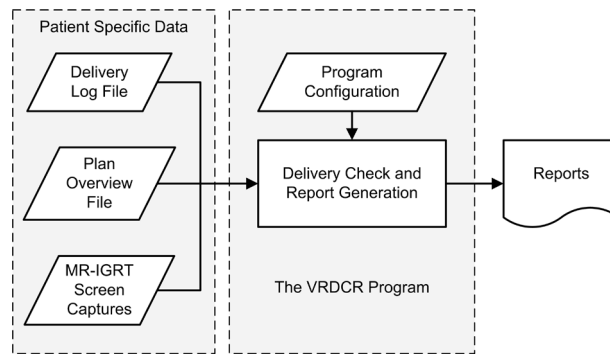 Patient Specific Data
Delivery
Log File
Plan
Overview
File
MR-IGRT
Screen
Captures
Program
Configuration
Delivery Check and
Report Generation
The VRDCR Program
Reports